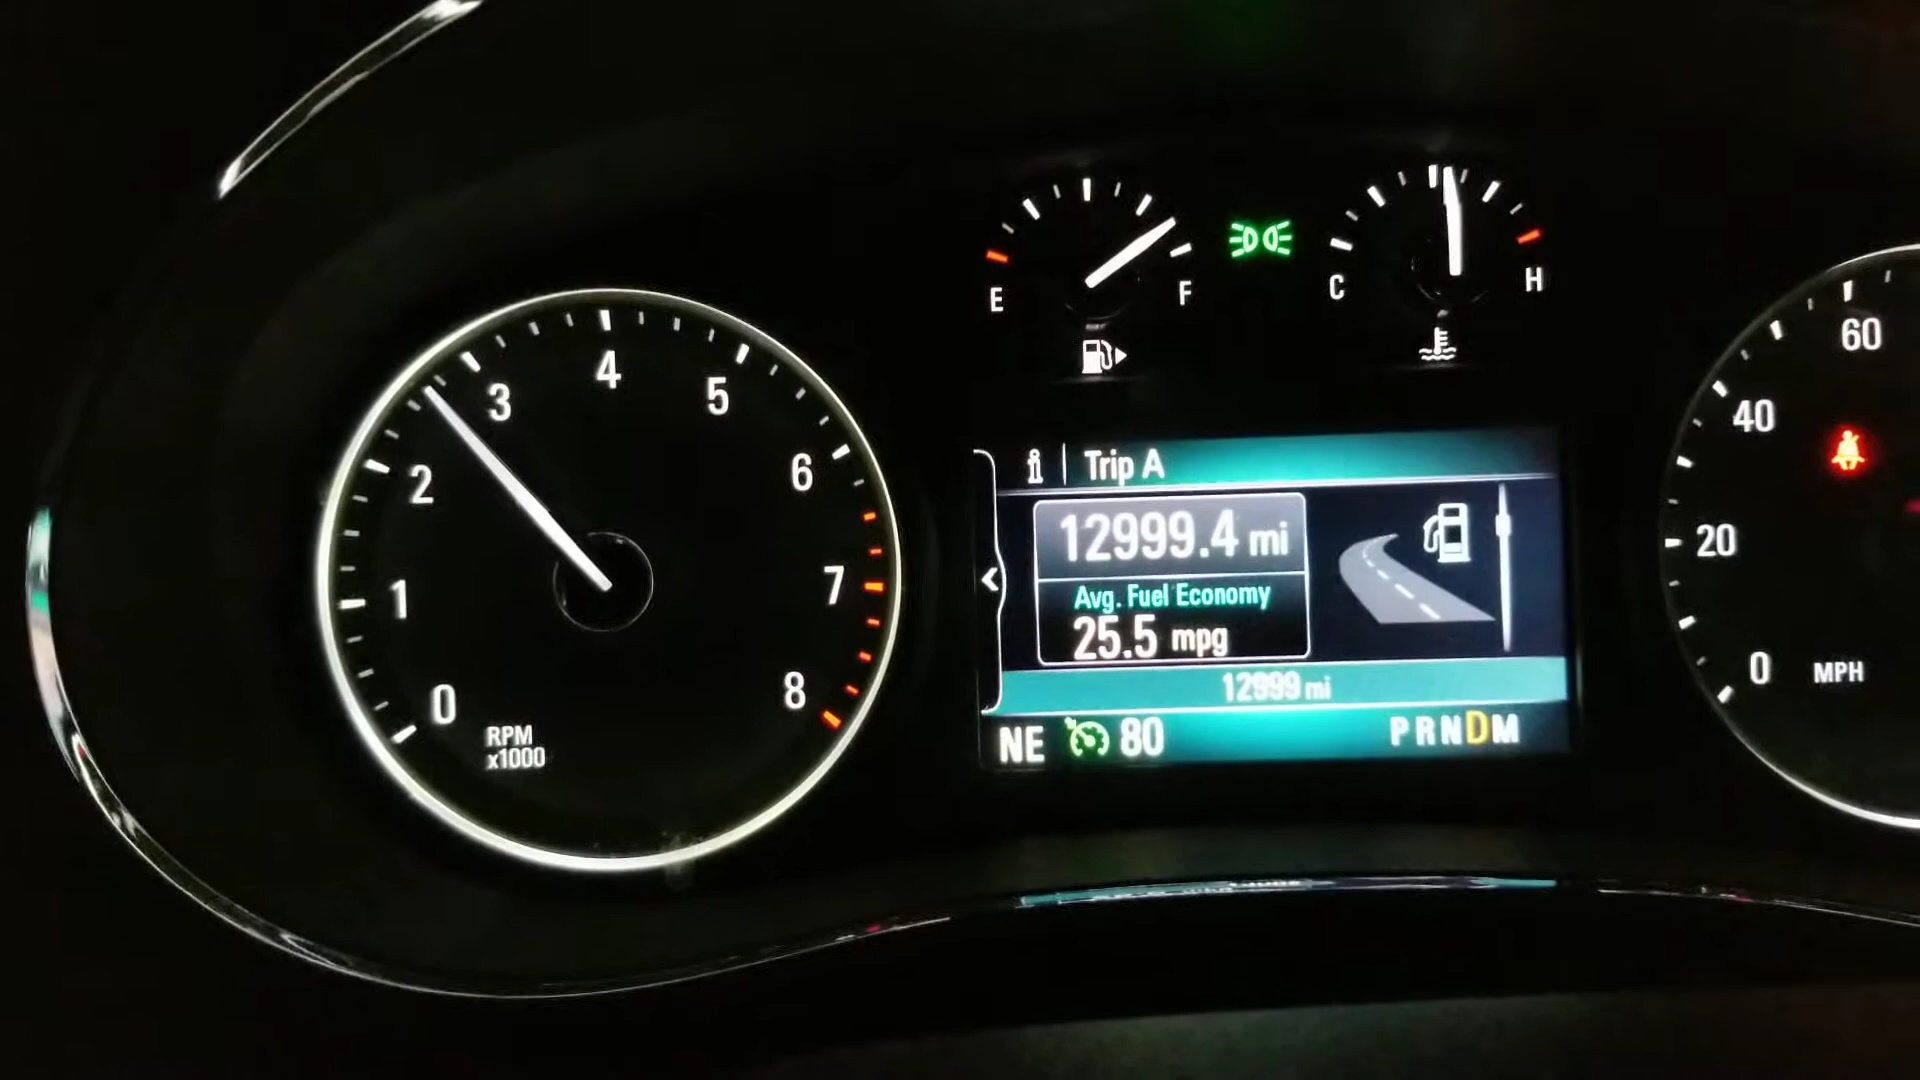 E F
C H
0 1 2 3 4 5 6 7 8
RPM
x1000
i Trip A
12999.4 mi
Avg. Fuel Economy
25.5 mpg
12999 mi
NE 80 PRNDM
0 20 40 60
MPH